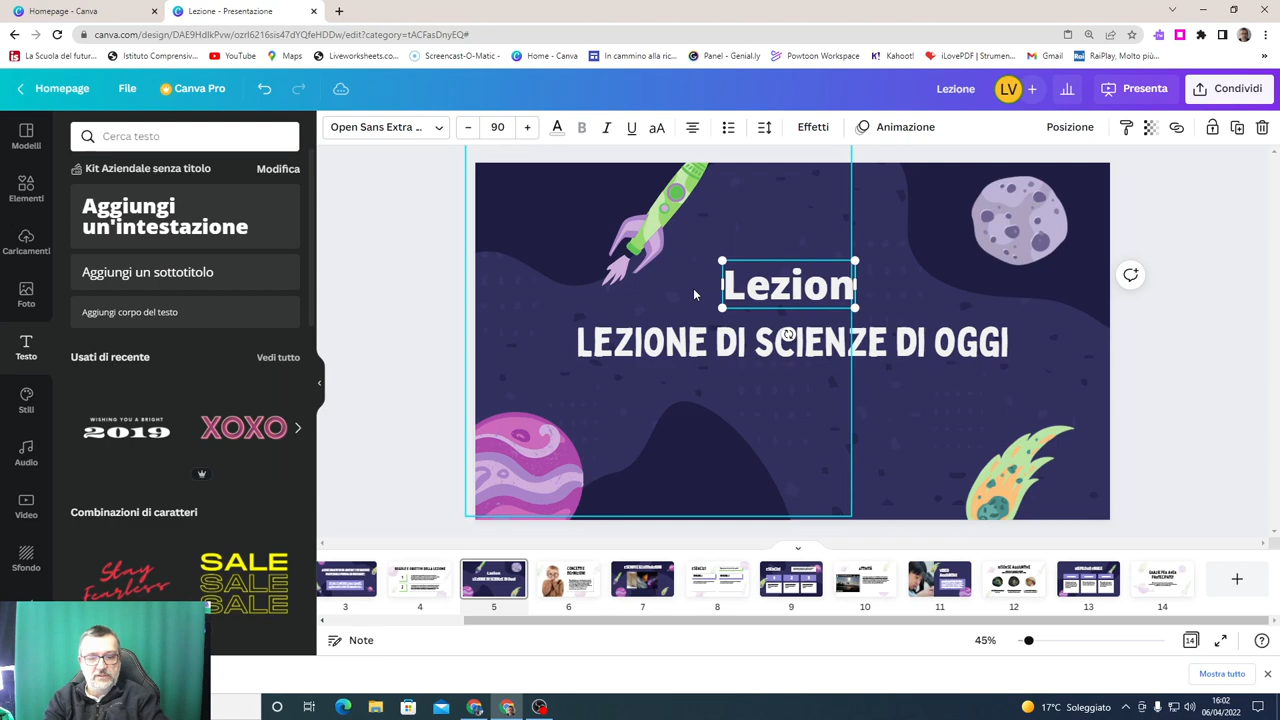 Homepage - Canva
Lezione - Presentazione
canva.com/design/DAE9HdIkPvw/ozrI6216sis47dYQfeHDDw/edit?category=tACFasDnyEQ#
La Scuola del futur...
Istituto Comprensiv...
YouTube
Maps
Liveworksheets.co...
Screencast-O-Matic -
Home - Canva
In cammino alla ric...
Panel - Genial.ly
Powtoon Workspace
Kahoot!
iLovePDF | Strumen...
Gmail
RaiPlay, Molto più...
Homepage
File
Canva Pro
Lezione
LV
Presenta
Condividi
Open Sans Extra ...
90
Effetti
Animazione
Posizione
Modelli
Elementi
Caricamenti
Foto
Testo
Stili
Audio
Video
Sfondo
Cerca testo
Kit Aziendale senza titolo
Modifica
Aggiungi
un'intestazione
Aggiungi un sottotitolo
Aggiungi corpo del testo
Usati di recente
Vedi tutto
WISHING YOU A BRIGHT
2019
XOXO
Combinazioni di caratteri
Stay
Fearless
SALE
SALE
SALE
Lezion
LEZIONE DI SCIENZE DI OGGI
3
4
5
6
7
8
9
10
11
12
13
14
Note
45%
14
Mostra tutto
17°C Soleggiato
16:02
06/04/2022